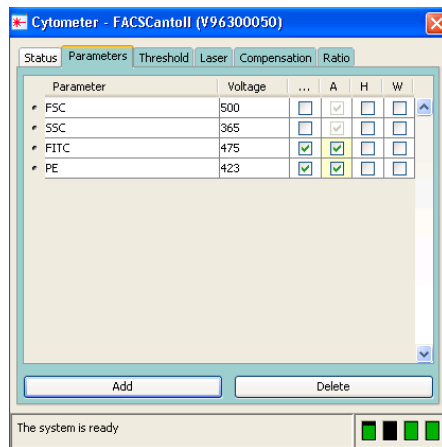 Cytometer - FACSCantoII (V96300050)
Status Parameters Threshold Laser Compensation Ratio
Parameter Voltage ... A H W
FSC 500
SSC 365
FITC 475
PE 423
Add Delete
The system is ready